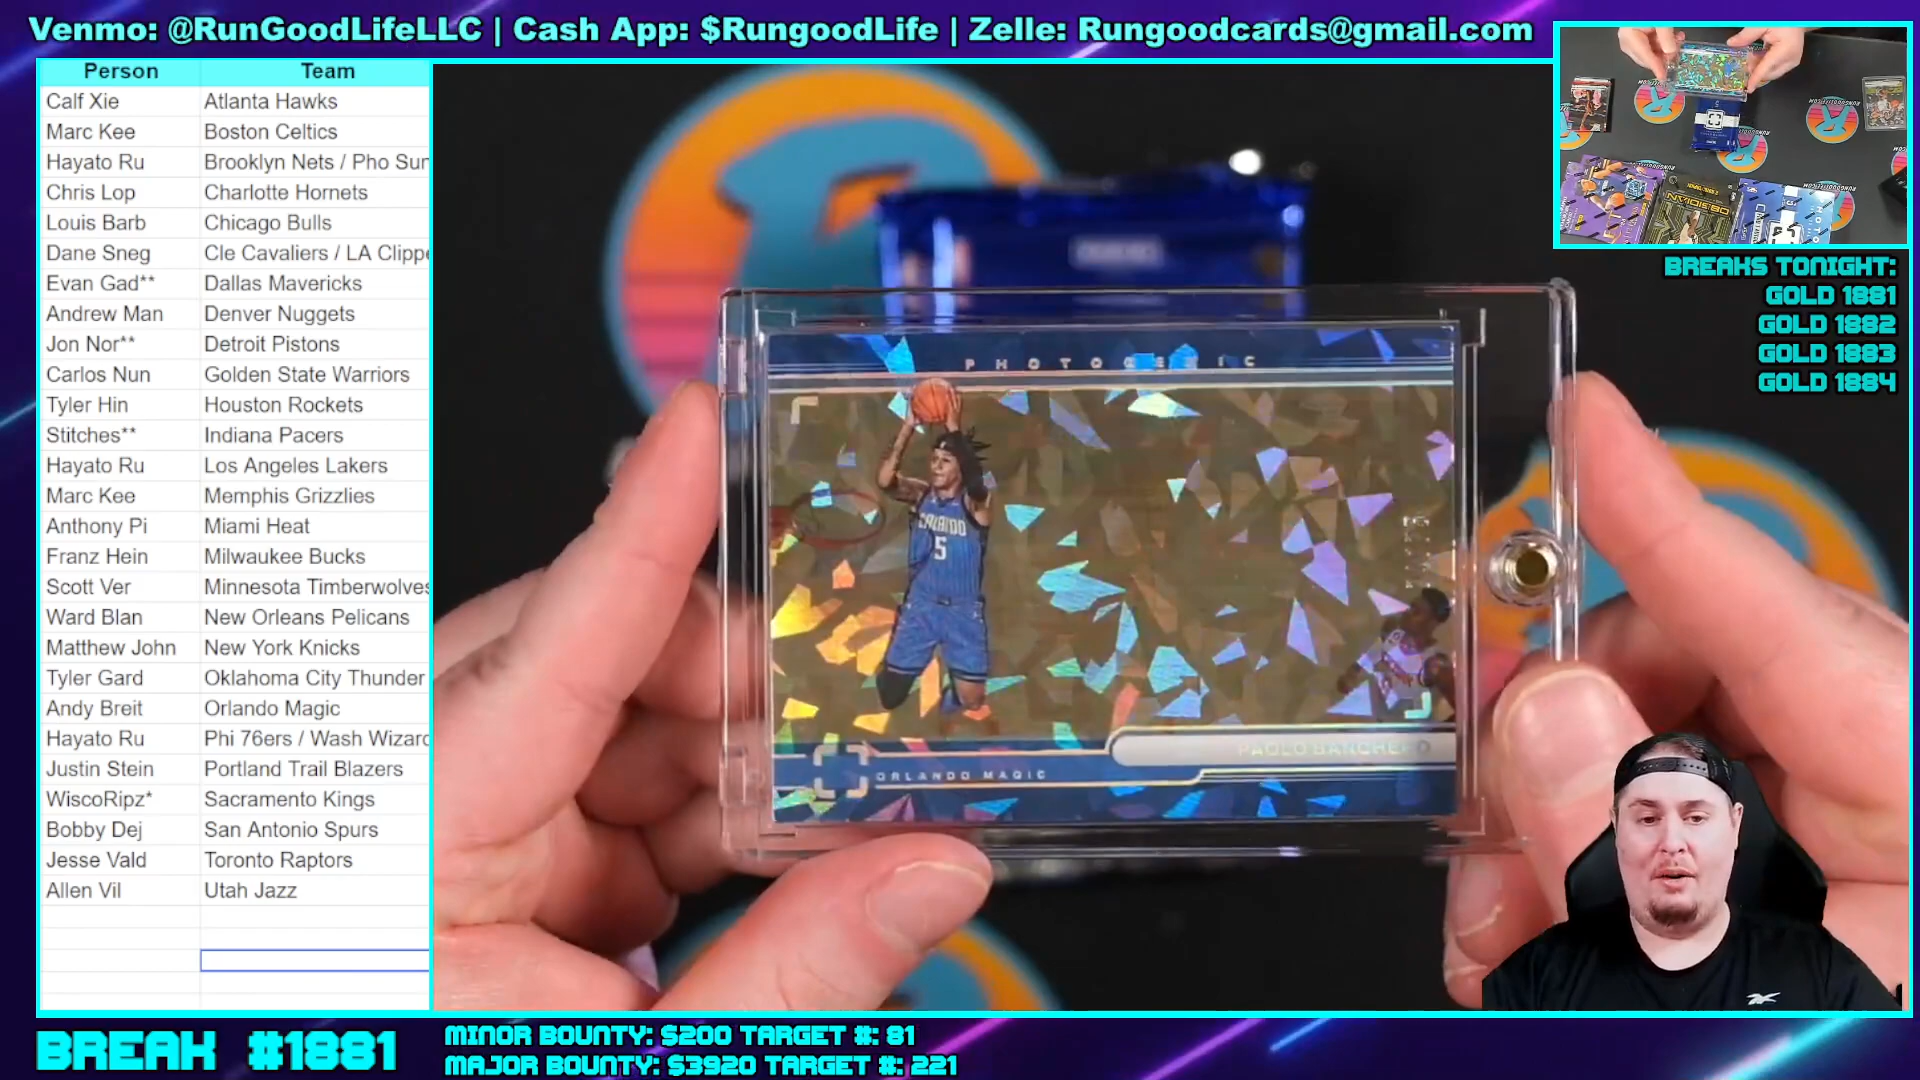 Venmo: @RunGoodLifeLLC | Cash App: $RungoodLife | Zelle: Rungoodcards@gmail.com
Person Team
Calf Xie Atlanta Hawks
Marc Kee Boston Celtics
Hayato Ru Brooklyn Nets / Pho Sun
Chris Lop Charlotte Hornets
Louis Barb Chicago Bulls
Dane Sneg Cle Cavaliers / LA Clippe
Evan Gad** Dallas Mavericks
Andrew Man Denver Nuggets
Jon Nor** Detroit Pistons
Carlos Nun Golden State Warriors
Tyler Hin Houston Rockets
Stitches** Indiana Pacers
Hayato Ru Los Angeles Lakers
Marc Kee Memphis Grizzlies
Anthony Pi Miami Heat
Franz Hein Milwaukee Bucks
Scott Ver Minnesota Timberwolves
Ward Blan New Orleans Pelicans
Matthew John New York Knicks
Tyler Gard Oklahoma City Thunder
Andy Breit Orlando Magic
Hayato Ru Phi 76ers / Wash Wizard
Justin Stein Portland Trail Blazers
WiscoRipz* Sacramento Kings
Bobby Dej San Antonio Spurs
Jesse Vald Toronto Raptors
Allen Vil Utah Jazz
PHOTOGENIC
ORLANDO
5
PAOLO BANCHERO
ORLANDO MAGIC
OBSIDIAN
BREAKS TONIGHT:
GOLD 1881
GOLD 1882
GOLD 1883
GOLD 1884
BREAK #1881
MINOR BOUNTY: $200 TARGET #: 81
MAJOR BOUNTY: $3920 TARGET #: 221